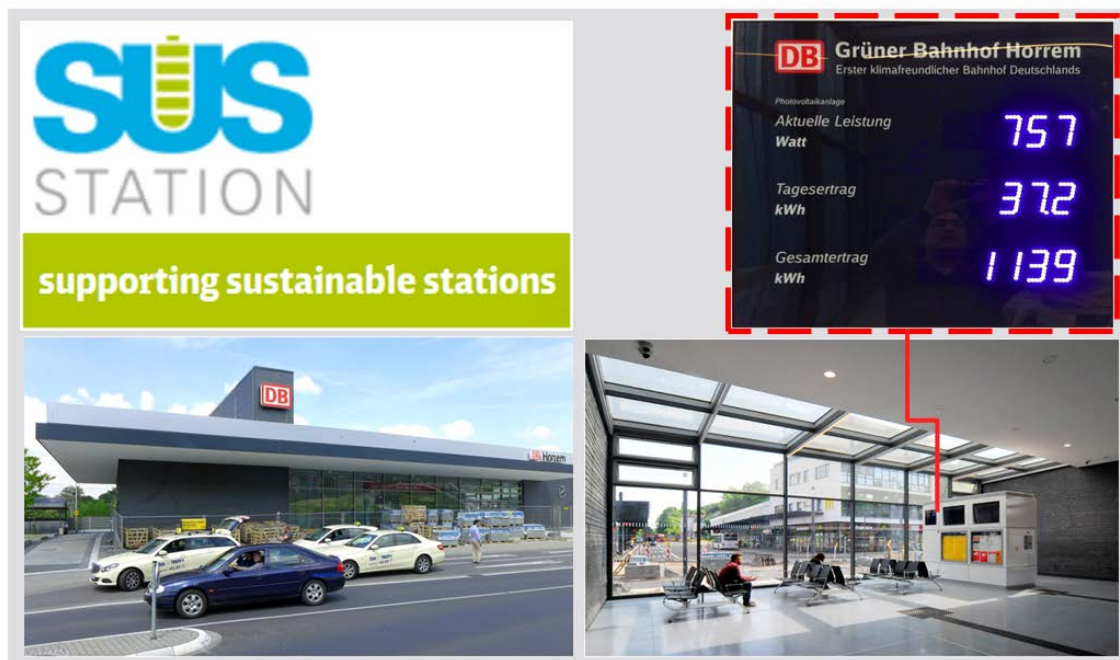 SUS
STATION
supporting sustainable stations
DB Grüner Bahnhof Horrem
Erster klimafreundlicher Bahnhof Deutschlands
Photovoltaikanlage
Aktuelle Leistung
Watt
757
Tagesertrag
kWh
37.2
Gesamtertrag
kWh
1139
DB
DB Horrem